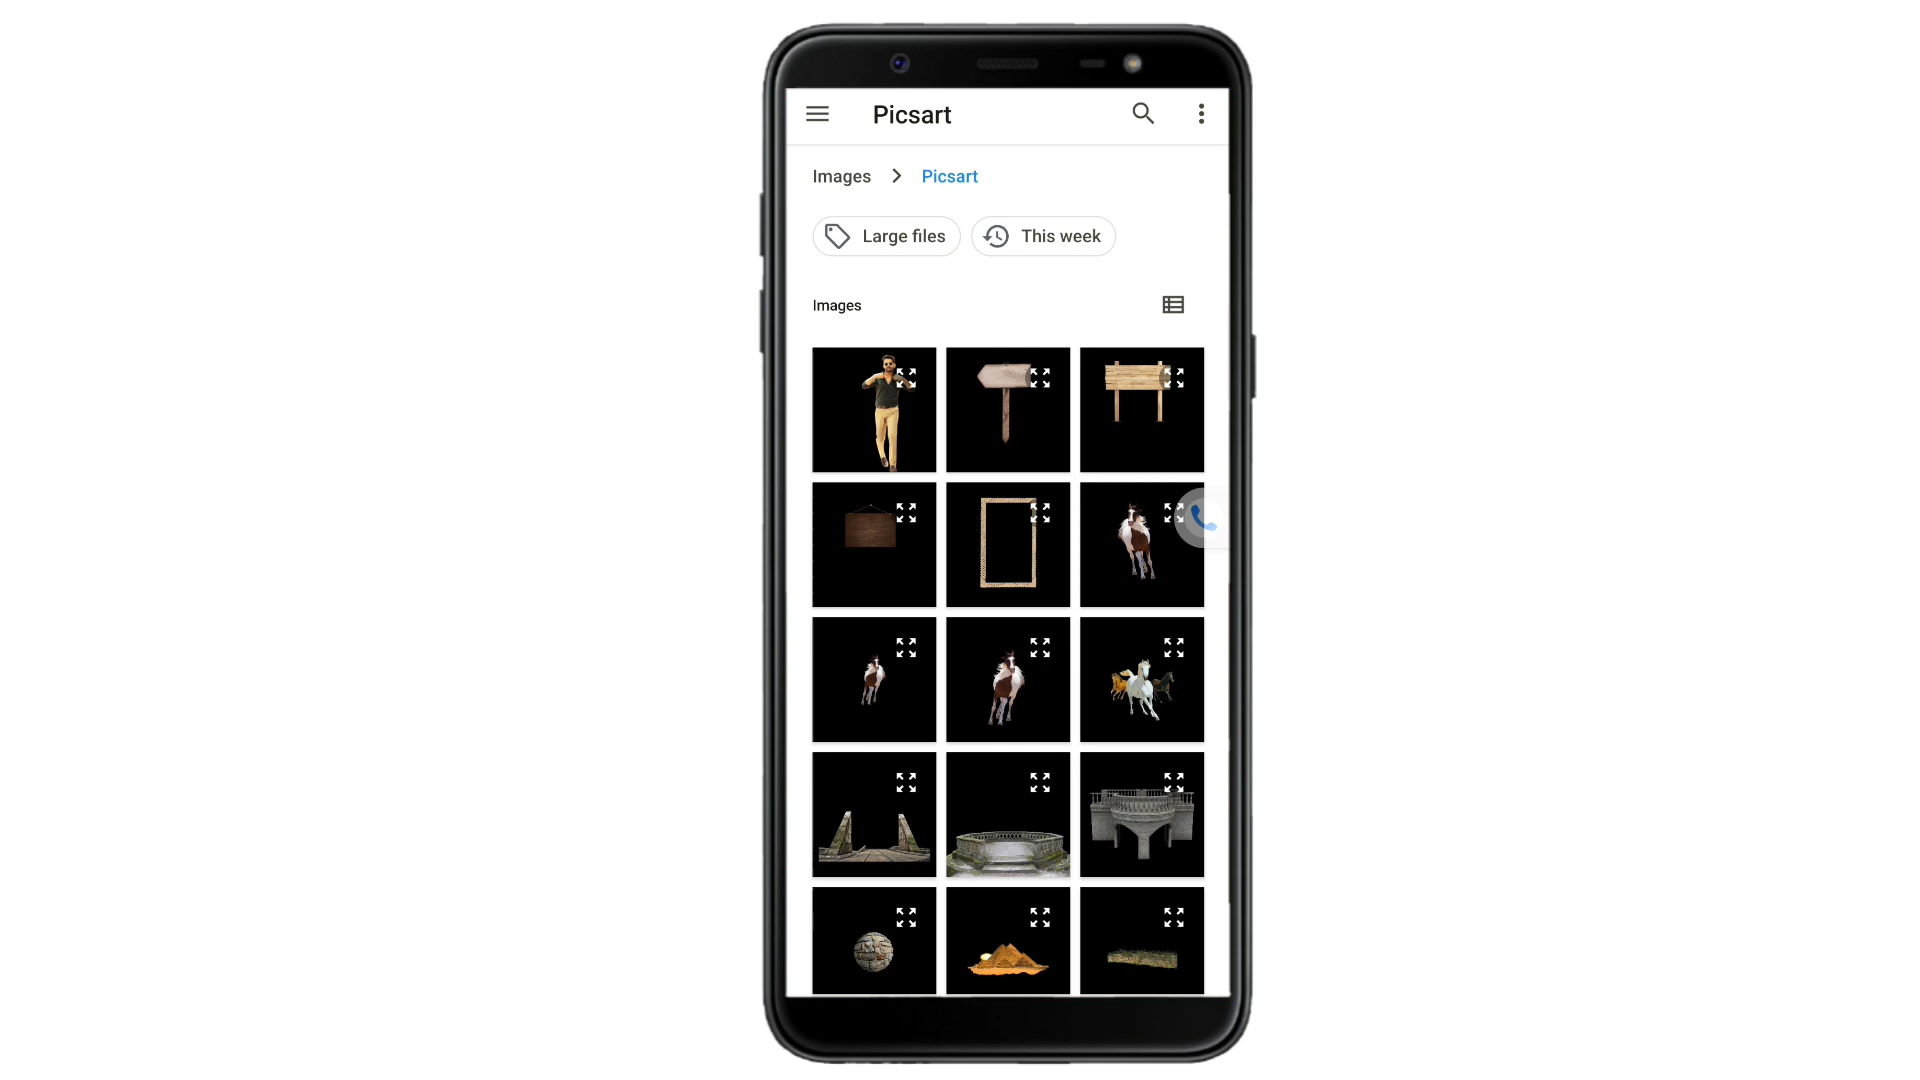 Picsart
Images
Picsart
Large files
This week
Images